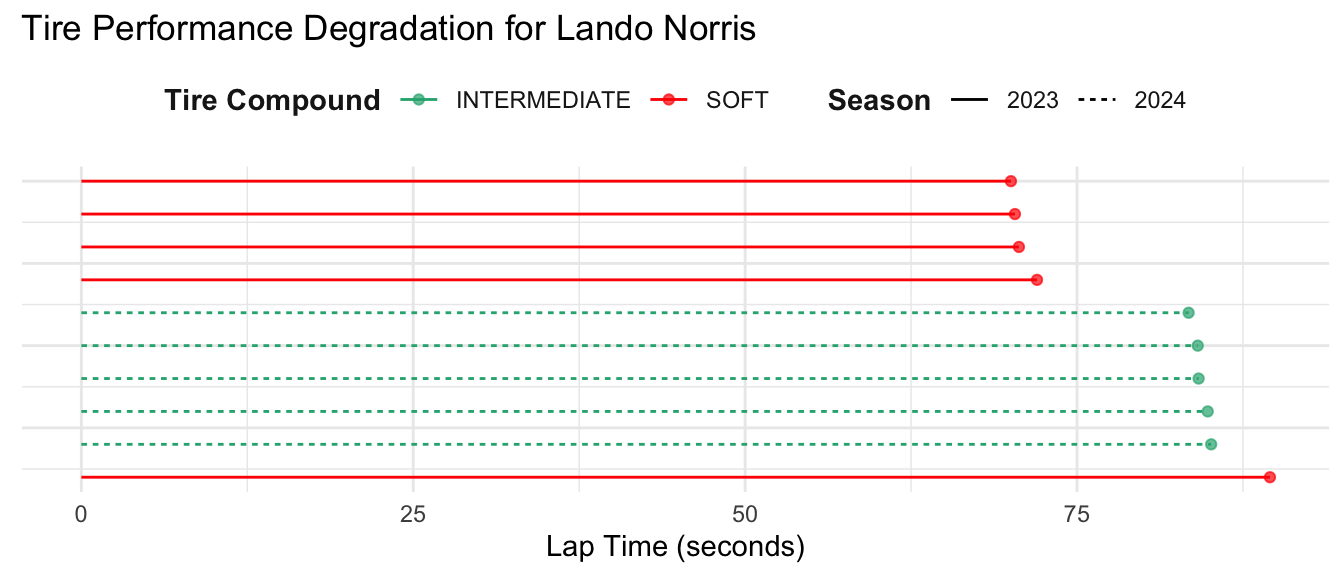 Tire Performance Degradation for Lando Norris
Tire Compound INTERMEDIATE SOFT Season 2023 2024
0 25 50 75
Lap Time (seconds)